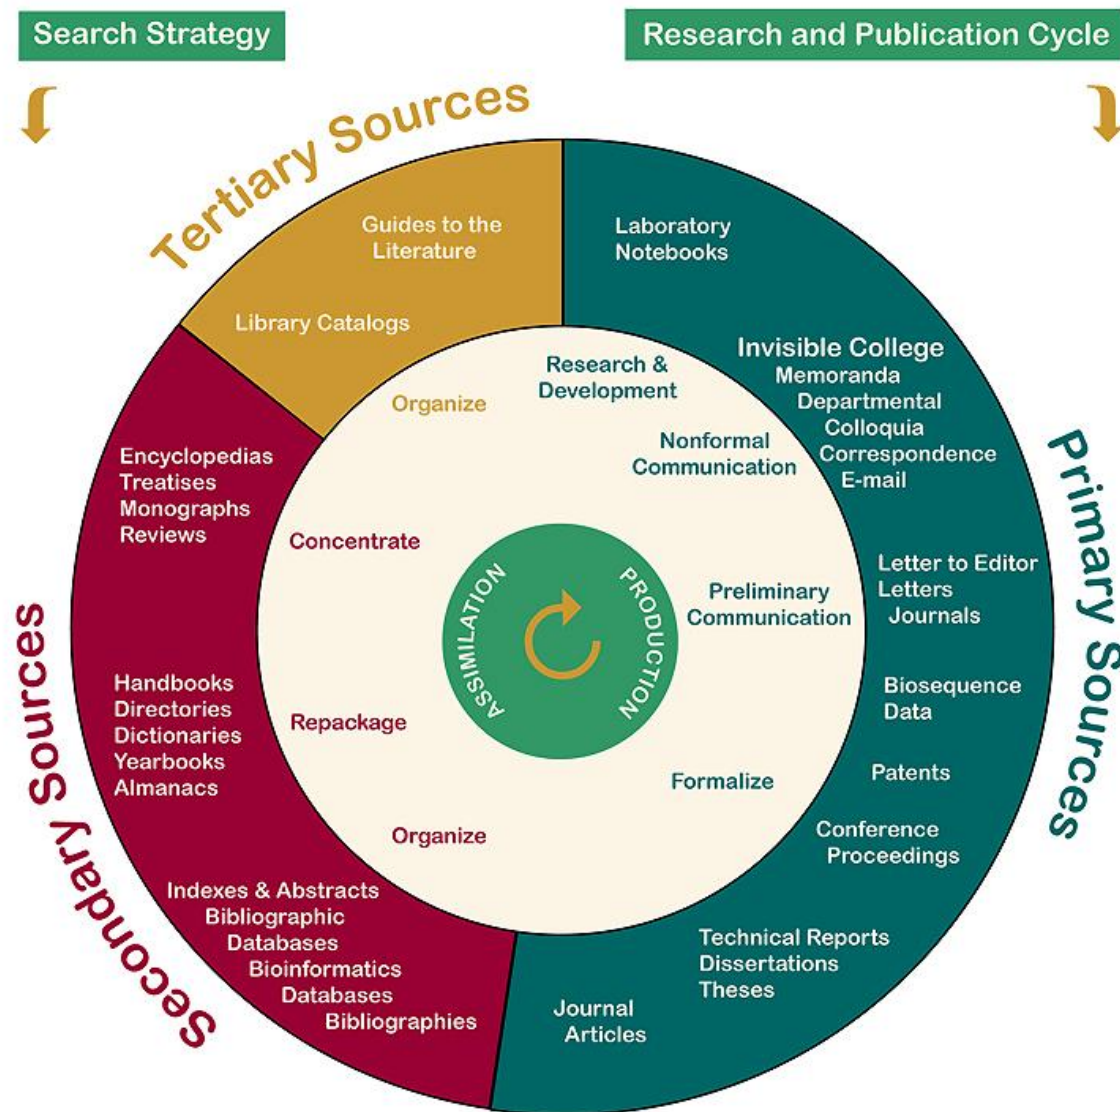 Search Strategy
Research and Publication Cycle
Tertiary Sources
Guides to the
Literature
Library Catalogs
Organize
Laboratory
Notebooks
Research &
Development
Invisible College
Memoranda
Departmental
Colloquia
Correspondence
E-mail
Nonformal
Communication
Primary Sources
Letter to Editor
Letters
Journals
Preliminary
Communication
Biosequence
Data
Patents
Formalize
Conference
Proceedings
Technical Reports
Dissertations
Theses
Journal
Articles
Secondary Sources
Encyclopedias
Treatises
Monographs
Reviews
Concentrate
Handbooks
Directories
Dictionaries
Yearbooks
Almanacs
Repackage
Organize
Indexes & Abstracts
Bibliographic
Databases
Bioinformatics
Databases
Bibliographies
ASSIMILATION
PRODUCTION